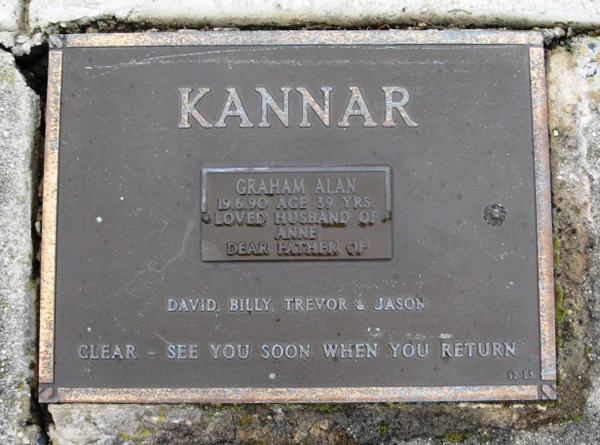 KANNAR
GRAHAM ALAN
19.6.90 AGE 39 YRS.
LOVED HUSBAND OF
ANNE
DEAR FATHER OF
DAVID, BILLY, TREVOR & JASON
CLEAR - SEE YOU SOON WHEN YOU RETURN